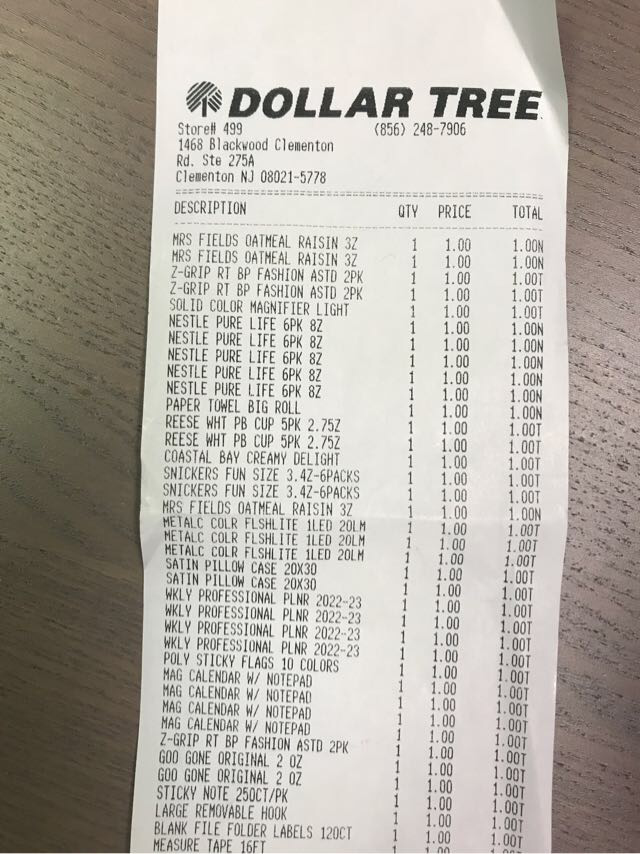 DOLLAR TREE
Store# 499 (856) 248-7906
1468 Blackwood Clementon
Rd. Ste 275A
Clementon NJ 08021-5778
DESCRIPTION QTY PRICE TOTAL
MRS FIELDS OATMEAL RAISIN 3Z 1 1.00 1.00N
MRS FIELDS OATMEAL RAISIN 3Z 1 1.00 1.00N
Z-GRIP RT BP FASHION ASTD 2PK 1 1.00 1.00T
Z-GRIP RT BP FASHION ASTD 2PK 1 1.00 1.00T
SOLID COLOR MAGNIFIER LIGHT 1 1.00 1.00T
NESTLE PURE LIFE 6PK 8Z 1 1.00 1.00N
NESTLE PURE LIFE 6PK 8Z 1 1.00 1.00N
NESTLE PURE LIFE 6PK 8Z 1 1.00 1.00N
NESTLE PURE LIFE 6PK 8Z 1 1.00 1.00N
NESTLE PURE LIFE 6PK 8Z 1 1.00 1.00N
PAPER TOWEL BIG ROLL 1 1.00 1.00T
REESE WHT PB CUP 5PK 2.75Z 1 1.00 1.00T
REESE WHT PB CUP 5PK 2.75Z 1 1.00 1.00T
COASTAL BAY CREAMY DELIGHT 1 1.00 1.00T
SNICKERS FUN SIZE 3.4Z-6PACKS 1 1.00 1.00T
SNICKERS FUN SIZE 3.4Z-6PACKS 1 1.00 1.00T
MRS FIELDS OATMEAL RAISIN 3Z 1 1.00 1.00N
METALC COLR FLSHLITE 1LED 20LM 1 1.00 1.00T
METALC COLR FLSHLITE 1LED 20LM 1 1.00 1.00T
METALC COLR FLSHLITE 1LED 20LM 1 1.00 1.00T
SATIN PILLOW CASE 20X30 1 1.00 1.00T
SATIN PILLOW CASE 20X30 1 1.00 1.00T
WKLY PROFESSIONAL PLNR 2022-23 1 1.00 1.00T
WKLY PROFESSIONAL PLNR 2022-23 1 1.00 1.00T
WKLY PROFESSIONAL PLNR 2022-23 1 1.00 1.00T
WKLY PROFESSIONAL PLNR 2022-23 1 1.00 1.00T
POLY STICKY FLAGS 10 COLORS 1 1.00 1.00T
MAG CALENDAR W/ NOTEPAD 1 1.00 1.00T
MAG CALENDAR W/ NOTEPAD 1 1.00 1.00T
MAG CALENDAR W/ NOTEPAD 1 1.00 1.00T
MAG CALENDAR W/ NOTEPAD 1 1.00 1.00T
Z-GRIP RT BP FASHION ASTD 2PK 1 1.00 1.00T
GOO GONE ORIGINAL 2 OZ 1 1.00 1.00T
GOO GONE ORIGINAL 2 OZ 1 1.00 1.00T
STICKY NOTE 250CT/PK 1 1.00 1.00T
LARGE REMOVABLE HOOK 1 1.00 1.00T
BLANK FILE FOLDER LABELS 120CT 1 1.00 1.00T
MEASURE TAPE 16FT 1 1.00